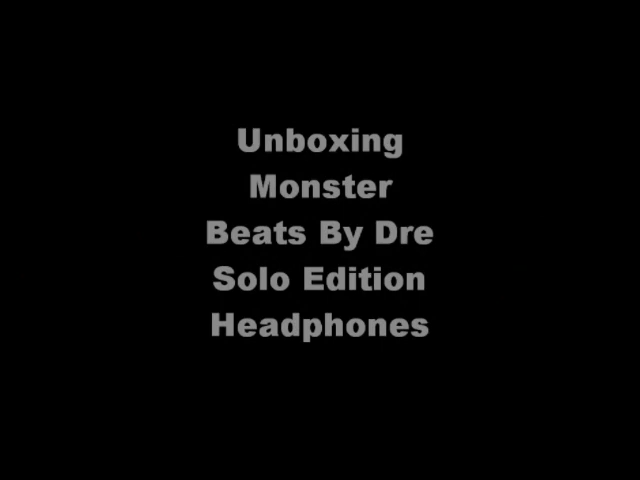 Unboxing
Monster
Beats By Dre
Solo Edition
Headphones